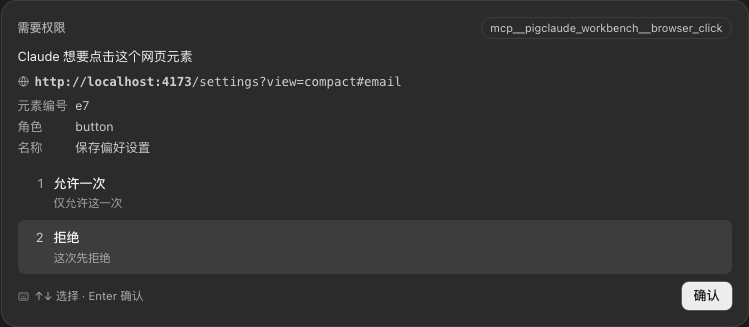 需要权限
mcp__pigclaude_workbench__browser_click
Claude 想要点击这个网页元素
http://localhost:4173/settings?view=compact#email
元素编号 e7
角色 button
名称 保存偏好设置
1 允许一次
仅允许这一次
2 拒绝
这次先拒绝
↑↓ 选择 · Enter 确认
确认